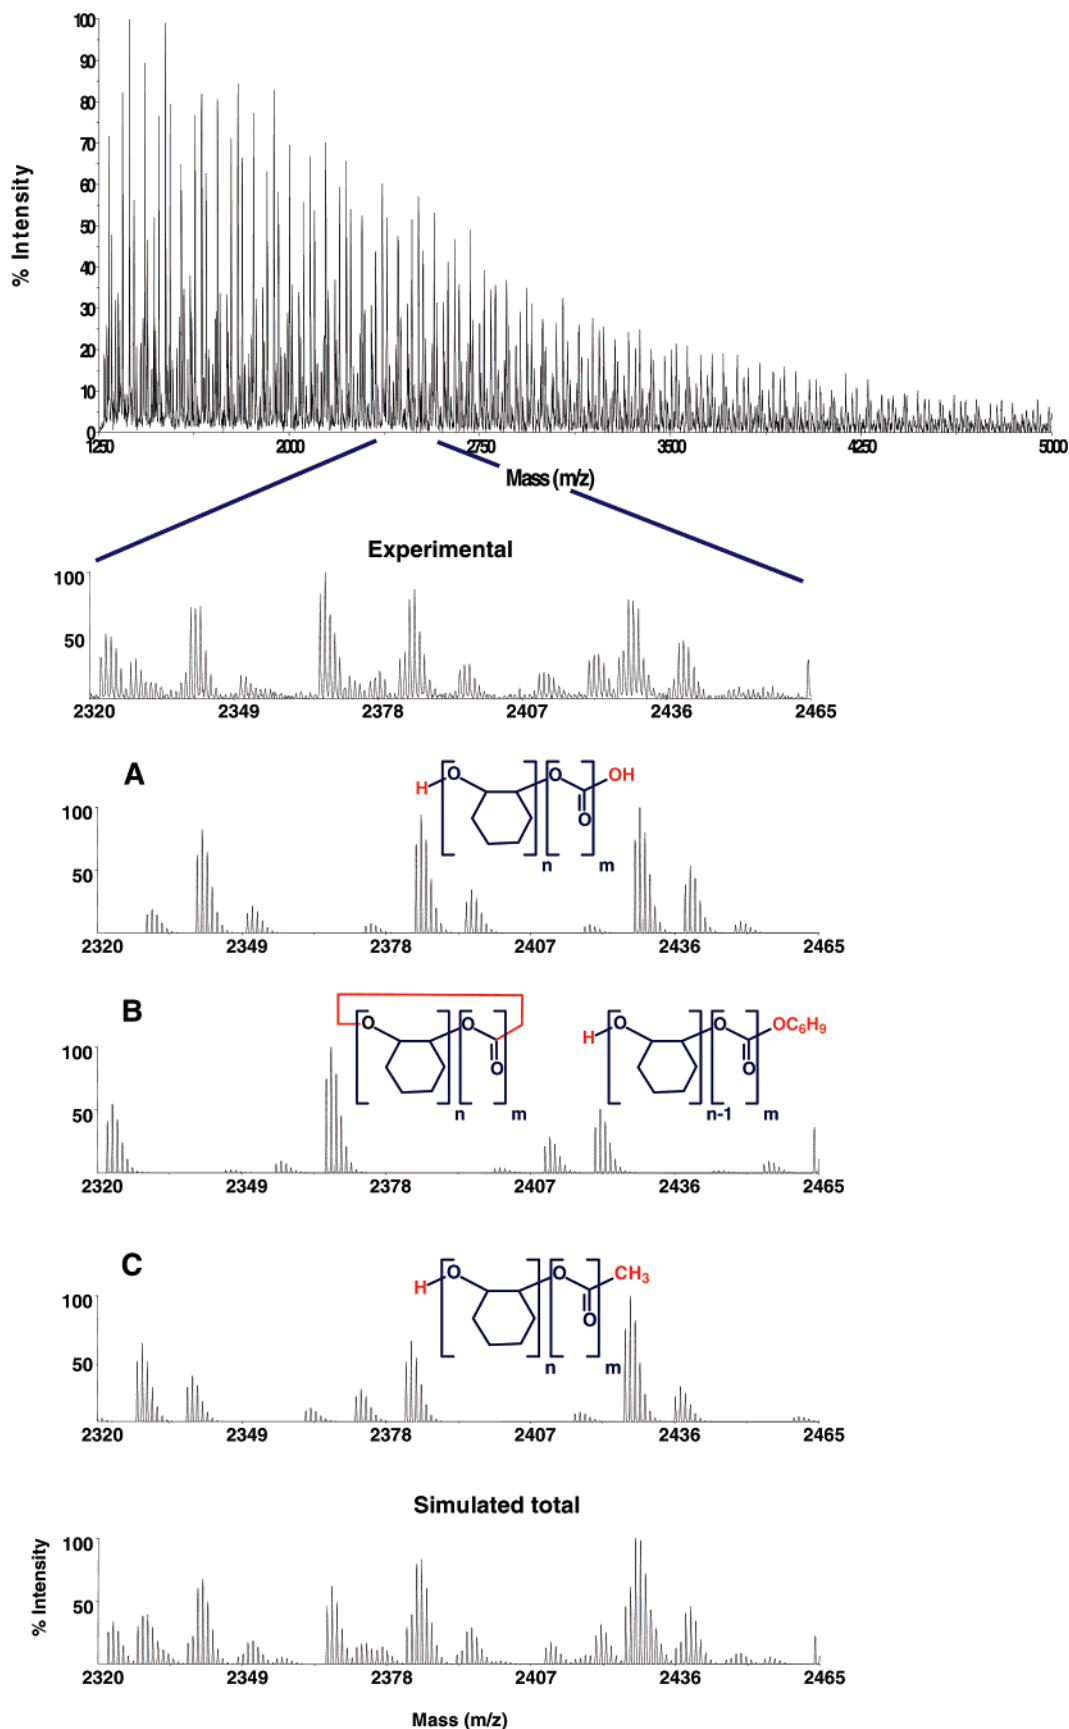 100
90
80
70
60
50
40
30
20
10
0
% Intensity
1250 2000 2750 3500 4250 5000
Mass (m/z)
Experimental
100
50
2320 2349 2378 2407 2436 2465
A
H O O OH
O
n m
100
50
2320 2349 2378 2407 2436 2465
B
O O H O O OC6H9
O O
n m n-1 m
100
50
2320 2349 2378 2407 2436 2465
C
H O O CH3
O
n m
100
50
2320 2349 2378 2407 2436 2465
Simulated total
100
50
% Intensity
2320 2349 2378 2407 2436 2465
Mass (m/z)